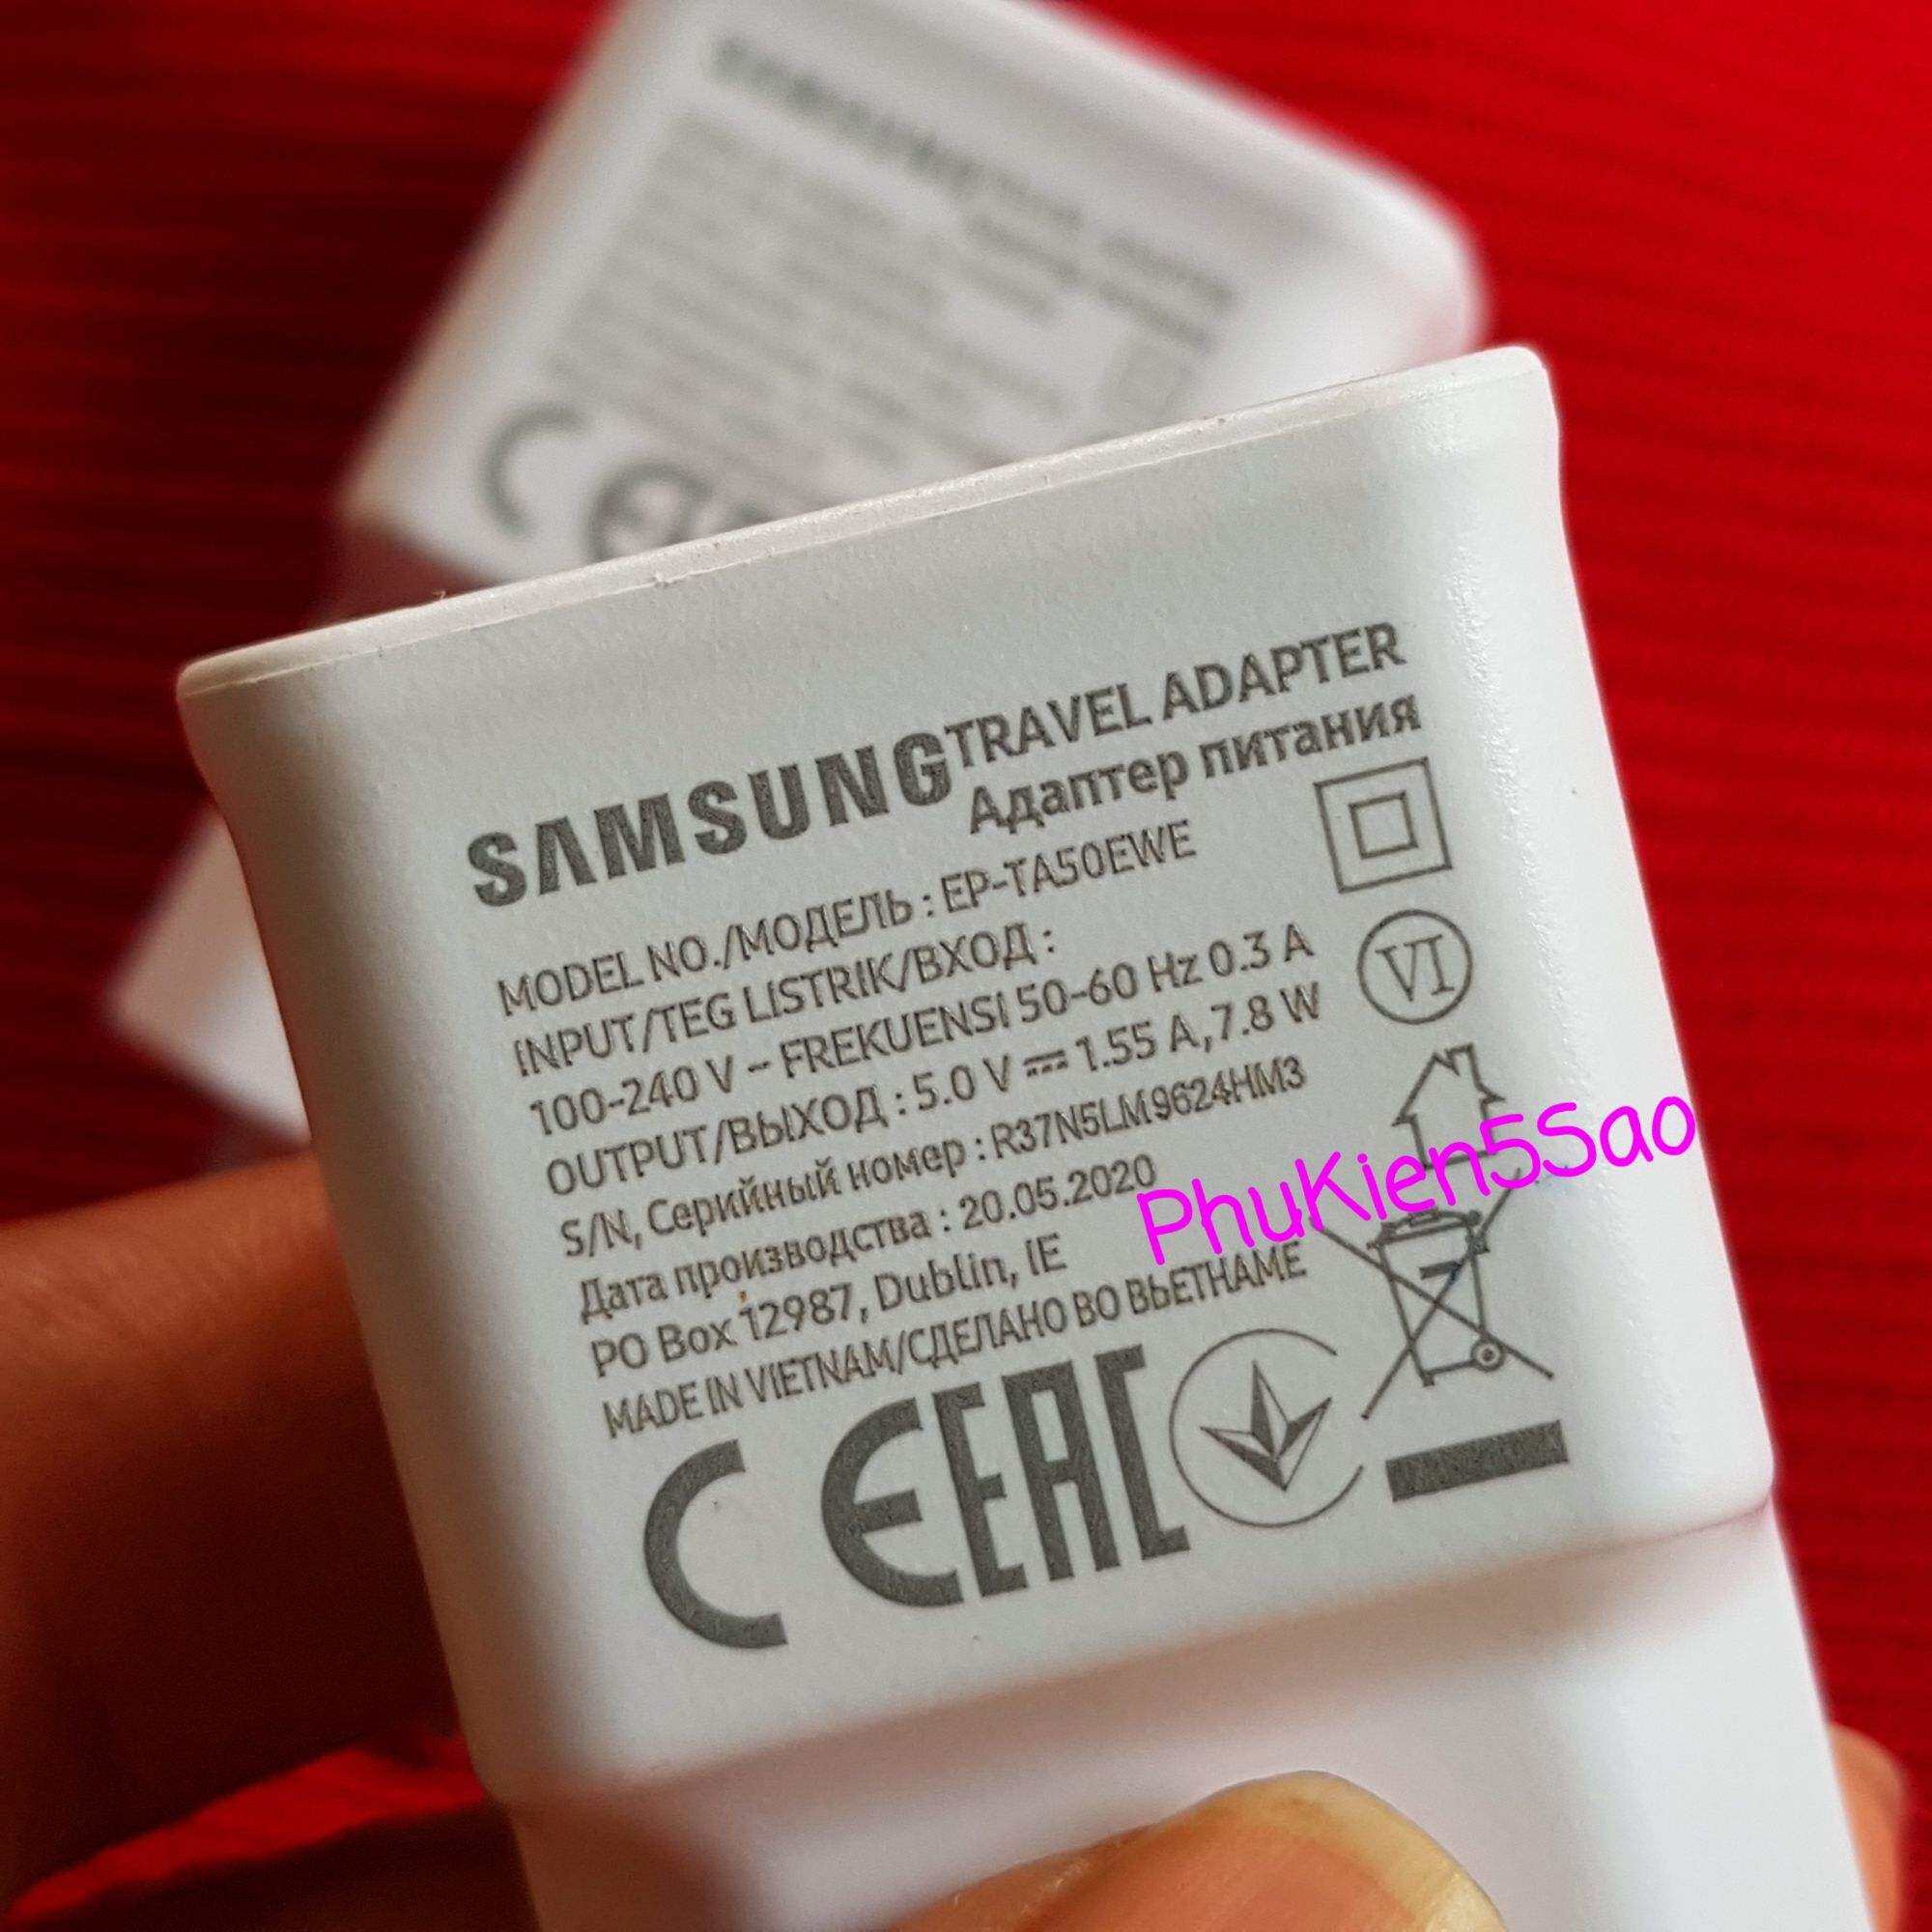 SAMSUNG TRAVEL ADAPTER
Адаптер питания
MODEL NO./МОДЕЛЬ : EP-TA50EWE
INPUT/TEG LISTRIK/ВХОД :
100-240 V ~ FREKUENSI 50-60 Hz 0.3 A
OUTPUT/ВЫХОД : 5.0 V ⎓ 1.55 A,7.8 W
S/N, Серийный номер : R37N5LM9624HM3
Дата производства : 20.05.2020
PO Box 12987, Dublin, IE
MADE IN VIETNAM/СДЕЛАНО ВО ВЬЕТНАМЕ
VI
PhuKien5Sao
CE EAC